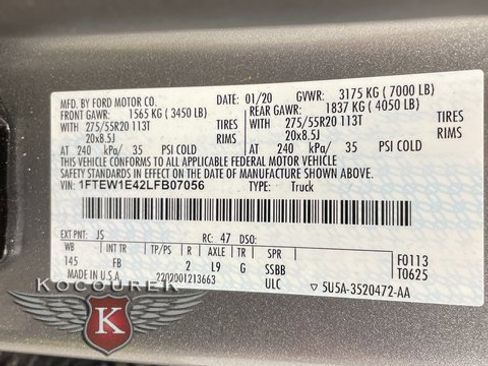 MFD. BY FORD MOTOR CO.
01/20 GVWR: 3175 KG ( 7000 LB)
FRONT GAWR: 1565 KG ( 3450 LB)
REAR GAWR: 1837 KG ( 4050 LB)
WITH 275/55R20 113T TIRES
20x8.5J RIMS
AT 240 kPa/ 35 PSI COLD
WITH 275/55R20 113T TIRES
20x8.5J RIMS
AT 240 kPa/ 35 PSI COLD
THIS VEHICLE CONFORMS TO ALL APPLICABLE FEDERAL MOTOR VEHICLE
SAFETY STANDARDS IN EFFECT ON THE DATE OF MANUFACTURE SHOWN ABOVE.
VIN: 1FTEW1E42LFB07056 TYPE: Truck
EXT PNT: JS RC: 47 DSO:
WB INT TR TP/PS R AXLE TR SPR
145 FB 2 L9 G SSBB
F0113
T0625
MADE IN U.S.A. 2202001213663 ULC ▽ 5U5A-3520472-AA
KOCOUREK
K